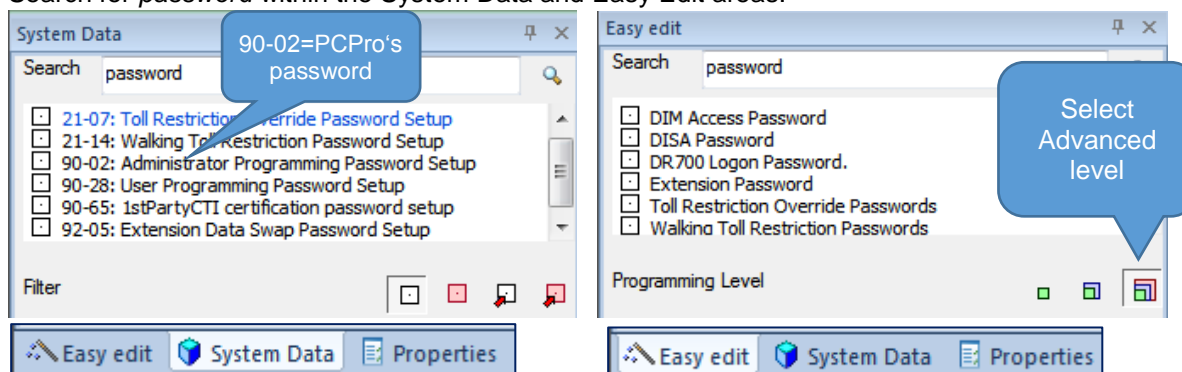 Search for password within the System Data and Easy Edit areas.
System Data
90-02=PCPro‘s
password
Search
password
21-07: Toll Restriction Override Password Setup
21-14: Walking Toll Restriction Password Setup
90-02: Administrator Programming Password Setup
90-28: User Programming Password Setup
90-65: 1stPartyCTI certification password setup
92-05: Extension Data Swap Password Setup
Filter
Easy edit
System Data
Properties
Easy edit
Search
password
Select
Advanced
level
DIM Access Password
DISA Password
DR700 Logon Password.
Extension Password
Toll Restriction Override Passwords
Walking Toll Restriction Passwords
Programming Level
Easy edit
System Data
Properties